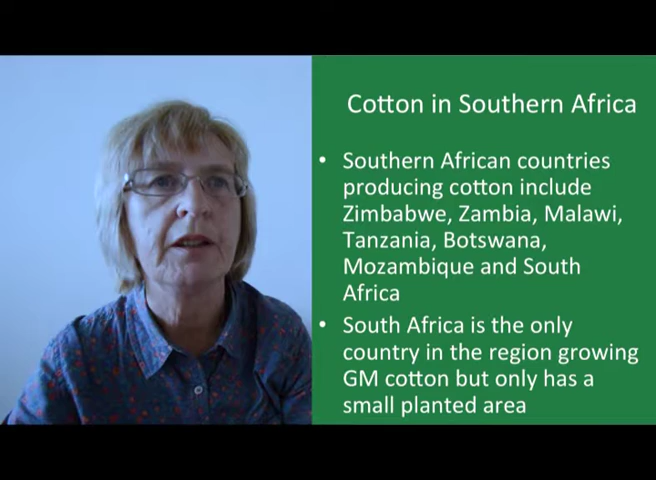 Cotton in Southern Africa
• Southern African countries
producing cotton include
Zimbabwe, Zambia, Malawi,
Tanzania, Botswana,
Mozambique and South
Africa
• South Africa is the only
country in the region growing
GM cotton but only has a
small planted area